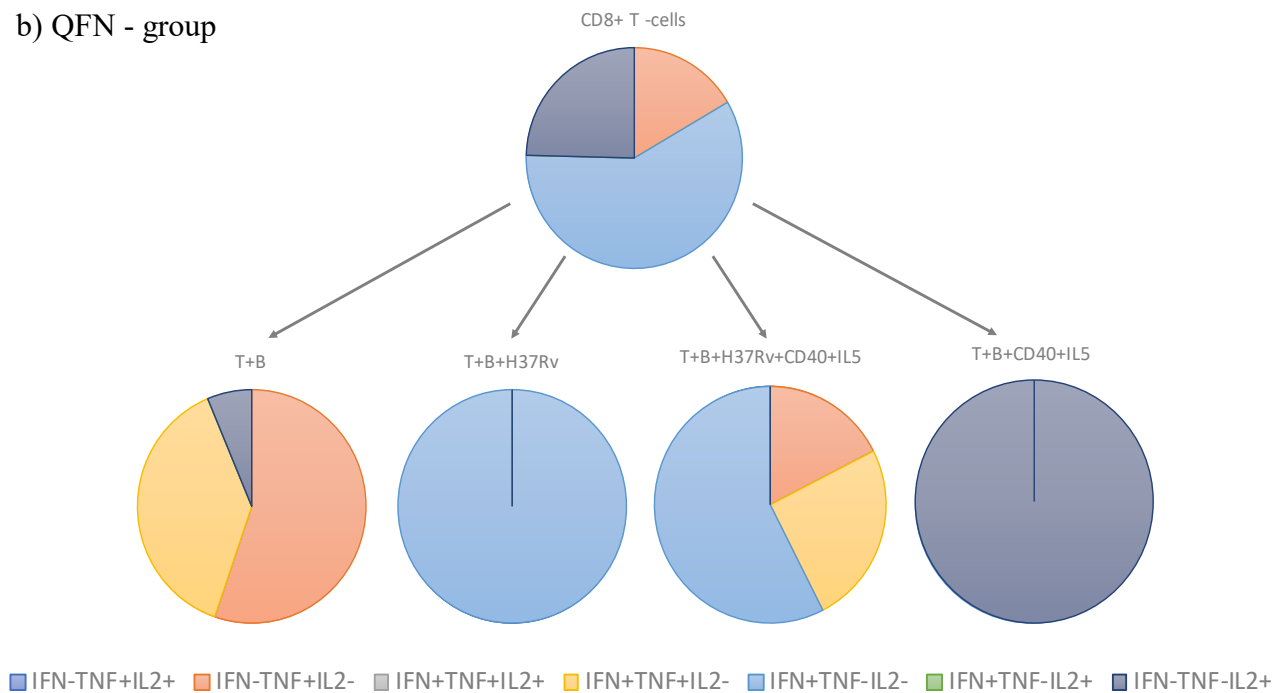 b) QFN - group
CD8+ T -cells
T+B
T+B+H37Rv
T+B+H37Rv+CD40+IL5
T+B+CD40+IL5
IFN-TNF+IL2+ IFN-TNF+IL2- IFN+TNF+IL2+ IFN+TNF+IL2- IFN+TNF-IL2- IFN+TNF-IL2+ IFN-TNF-IL2+